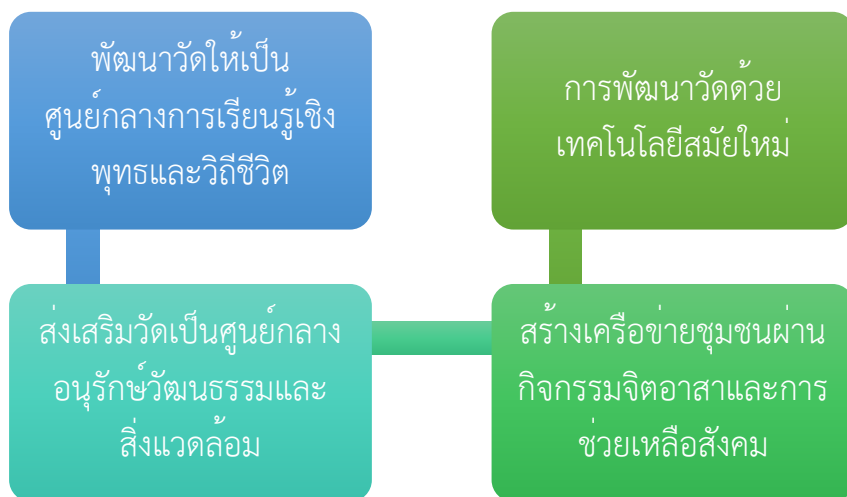 พัฒนาวัดให้เป็น
ศูนย์กลางการเรียนรู้เชิง
พุทธและวิถีชีวิต
ส่งเสริมวัดเป็นศูนย์กลาง
อนุรักษ์วัฒนธรรมและ
สิ่งแวดล้อม
สร้างเครือข่ายชุมชนผ่าน
กิจกรรมจิตอาสาและการ
ช่วยเหลือสังคม
การพัฒนาวัดด้วย
เทคโนโลยีสมัยใหม่